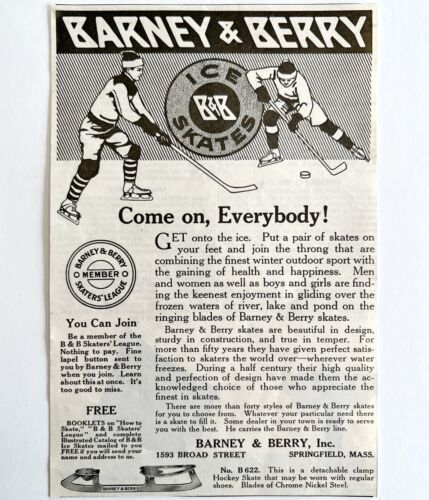 BARNEY & BERRY
ICE
B&B
SKATES
Come on, Everybody!
GET onto the ice. Put a pair of skates on
your feet and join the throng that are
combining the finest winter outdoor sport with
the gaining of health and happiness. Men
and women as well as boys and girls are find-
ing the keenest enjoyment in gliding over the
frozen waters of river, lake and pond on the
ringing blades of Barney & Berry skates.
Barney & Berry skates are beautiful in design,
sturdy in construction, and true in temper. For
more than fifty years they have given perfect satis-
faction to skaters the world over—wherever water
freezes. During a half century their high quality
and perfection of design have made them the ac-
knowledged choice of those who appreciate the
finest in skates.
There are more than forty styles of Barney & Berry skates
for you to choose from. Whatever your particular need there
is a skate to fill it. Some dealer in your town is ready to serve
you with the best. He carries the Barney & Berry line.
BARNEY & BERRY, Inc.
1593 BROAD STREET SPRINGFIELD, MASS.
BARNEY & BERRY
MEMBER
SKATERS' LEAGUE
You Can Join
Be a member of the
B & B Skaters' League.
Nothing to pay. Fine
lapel button sent to
you by Barney & Berry
when you join. Learn
about this at once. It's
too good to miss.
FREE
BOOKLETS on "How to
Skate," "B & B Skaters'
League" and complete
Illustrated Catalog of B & B
Ice Skates mailed to you
FREE if you will send your
name and address to us.
BARNEY & BERRY
No. B 622. This is a detachable clamp
Hockey Skate that may be worn with regular
shoes. Blades of Chrome Nickel Steel.